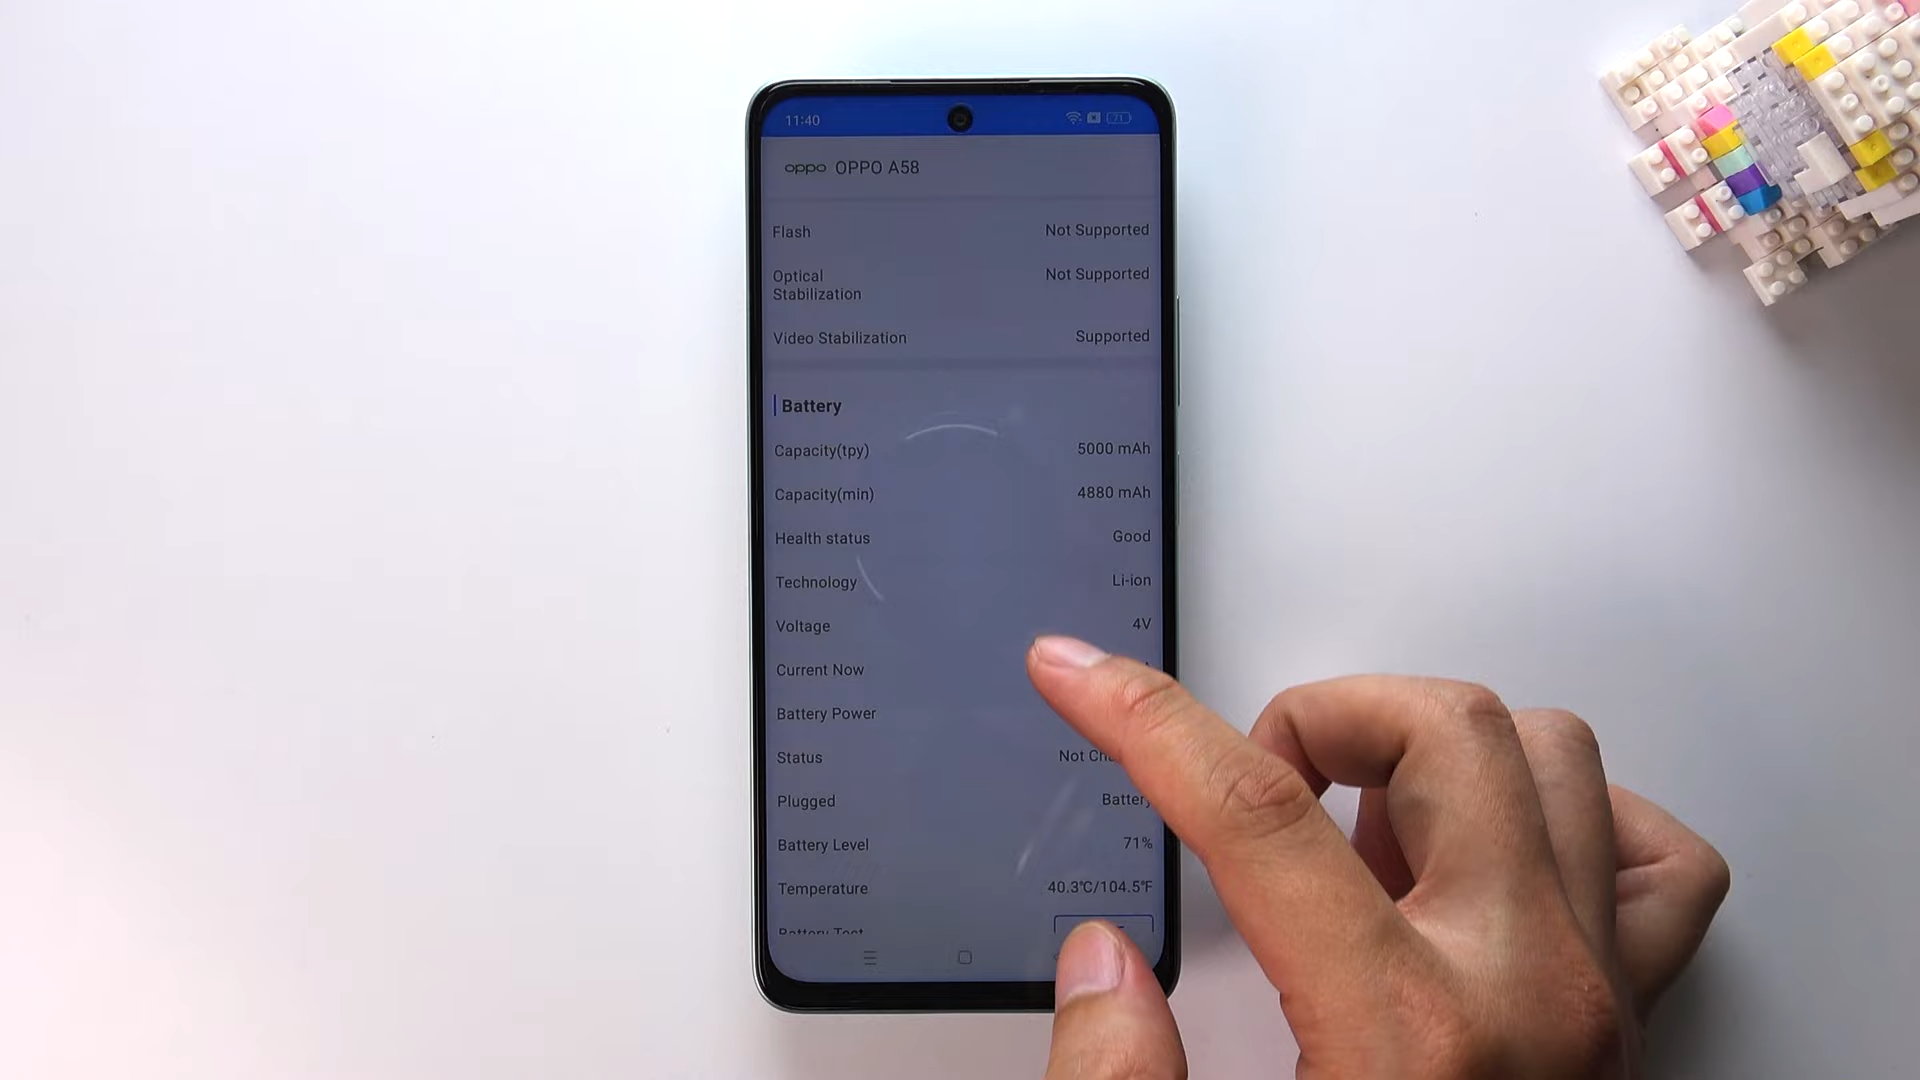 11:40
71
oppo OPPO A58
Flash Not Supported
Optical Not Supported
Stabilization
Video Stabilization Supported
Battery
Capacity(tpy) 5000 mAh
Capacity(min) 4880 mAh
Health status Good
Technology Li-ion
Voltage 4V
Current Now
Battery Power
Status Not
Plugged Battery
Battery Level 71%
Temperature 40.3℃/104.5℉
Battery Test